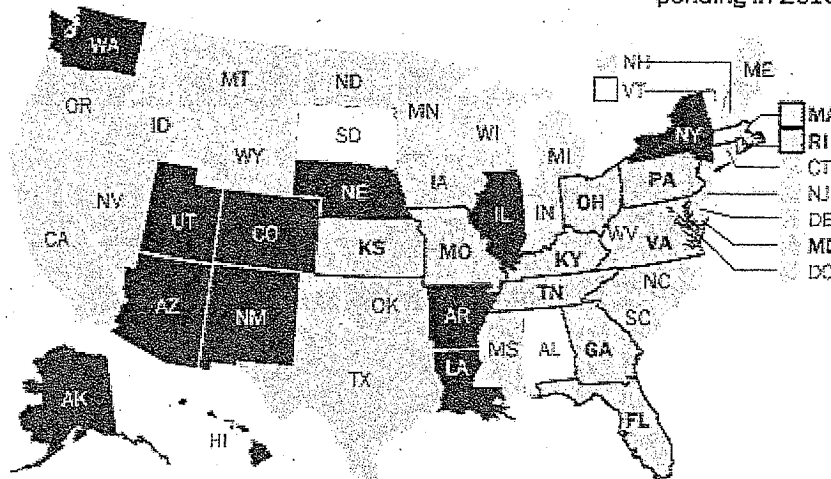 pending in 2018
WA
MT
ND
NH
ME
VT
OR
MN
MA
ID
SD
WI
NY
RI
WY
MI
CT
NV
NE
IA
PA
NJ
UT
CO
IL
IN
OH
DE
CA
KS
MO
WV
VA
MD
KY
DC
AZ
NM
OK
AR
TN
NC
SC
MS
AL
GA
LA
TX
AK
HI
FL